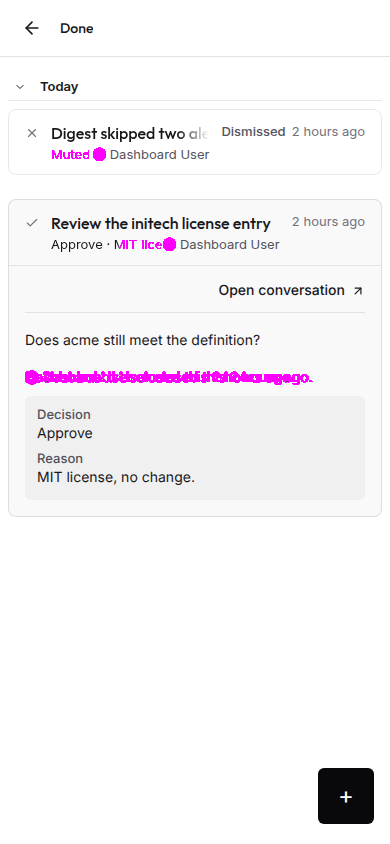 Done
Today
Digest skipped two Dismissed 2 hours ago
Muted Dashboard User
Review the initech license entry 2 hours ago
Approve · MIT lice Dashboard User
Open conversation
Does acme still meet the definition?
Decision
Approve
Reason
MIT license, no change.